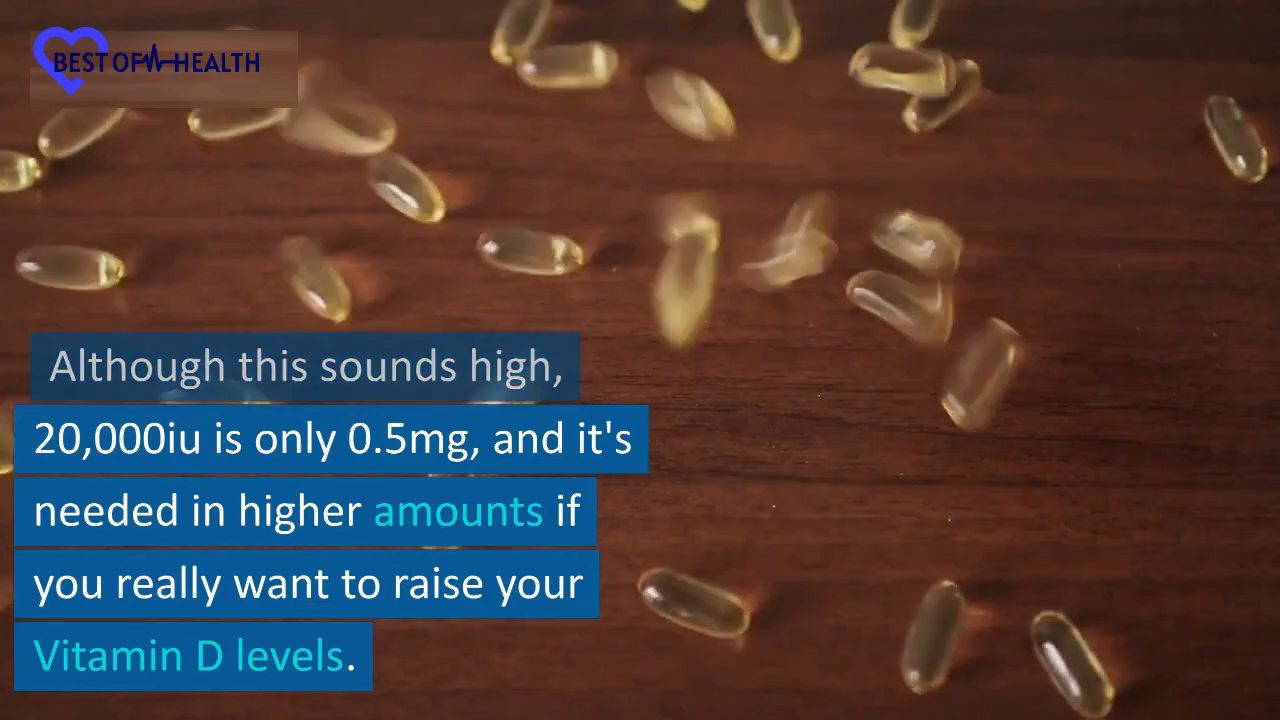 BEST OF HEALTH
Although this sounds high,
20,000iu is only 0.5mg, and it's
needed in higher amounts if
you really want to raise your
Vitamin D levels.